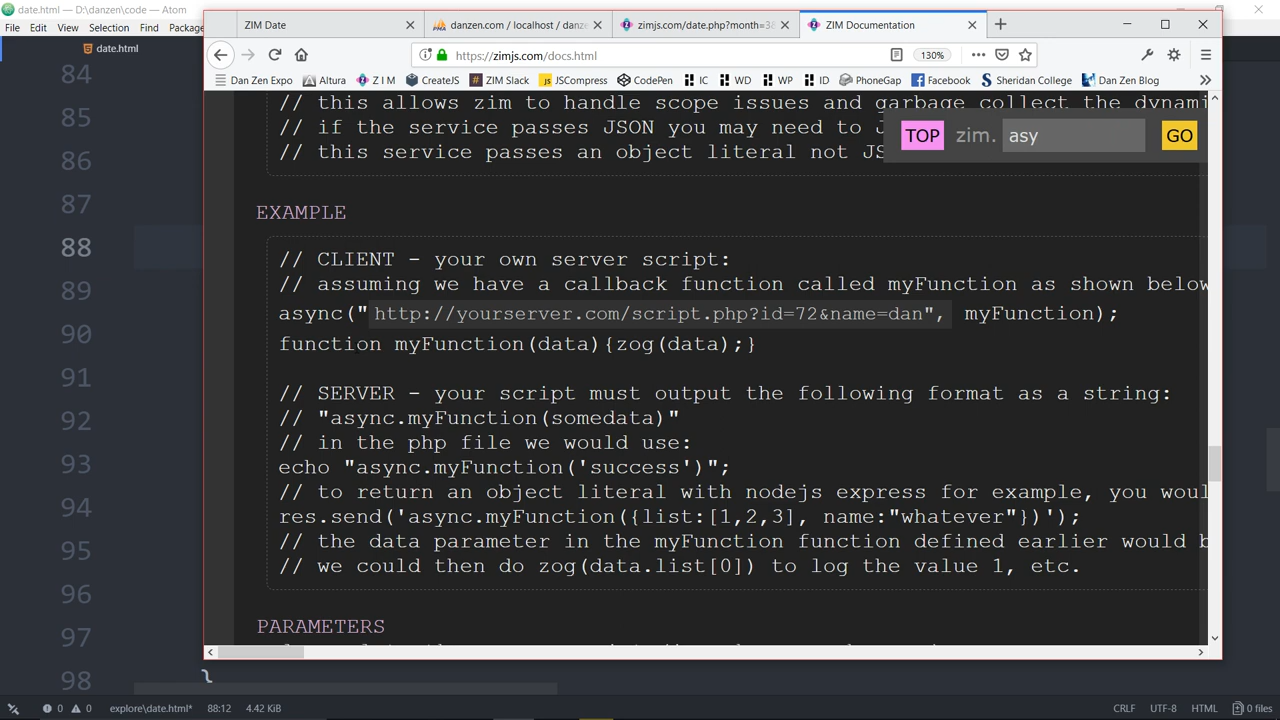 date.html — D:\danzen\code — Atom
File Edit View Selection Find Package
date.html
ZIM Date
danzen.com / localhost / danze
zimjs.com/date.php?month=3&
ZIM Documentation
https://zimjs.com/docs.html
130%
Dan Zen Expo Altura Z I M CreateJS ZIM Slack JSCompress CodePen IC WD WP ID PhoneGap Facebook Sheridan College Dan Zen Blog
// this allows zim to handle scope issues and garbage collect the dynami
// if the service passes JSON you may need to J
// this service passes an object literal not JS
TOP zim. asy GO
EXAMPLE
// CLIENT - your own server script:
// assuming we have a callback function called myFunction as shown below
async("http://yourserver.com/script.php?id=72&name=dan", myFunction);
function myFunction(data){zog(data);}
// SERVER - your script must output the following format as a string:
// "async.myFunction(somedata)"
// in the php file we would use:
echo "async.myFunction('success')";
// to return an object literal with nodejs express for example, you woul
res.send('async.myFunction({list:[1,2,3], name:"whatever"})');
// the data parameter in the myFunction function defined earlier would b
// we could then do zog(data.list[0]) to log the value 1, etc.
PARAMETERS
84
85
86
87
88
89
90
91
92
93
94
95
96
97
98
}
0 0 explore\date.html* 88:12 4.42 KiB
CRLF UTF-8 HTML 0 files